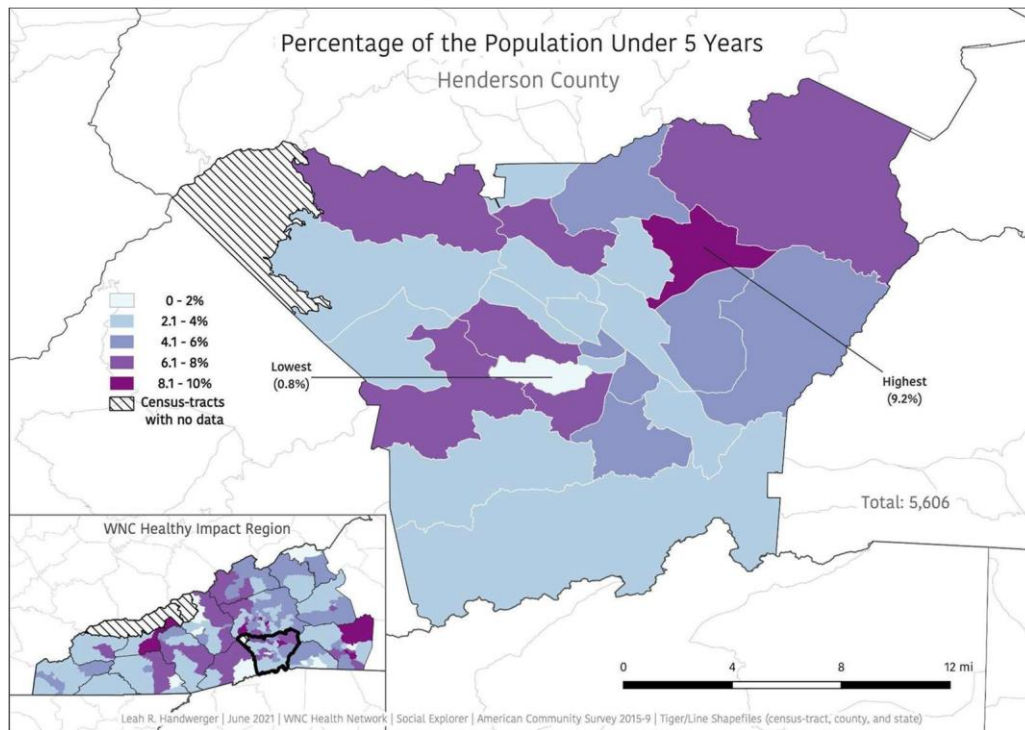 Percentage of the Population Under 5 Years
Henderson County
0 - 2%
2.1 - 4%
4.1 - 6%
6.1 - 8%
8.1 - 10%
Census-tracts
with no data
Lowest
(0.8%)
Highest
(9.2%)
Total: 5,606
WNC Healthy Impact Region
0 4 8 12 mi
Leah R. Handwerger | June 2021 | WNC Health Network | Social Explorer | American Community Survey 2015-9 | Tiger/Line Shapefiles (census-tract, county, and state)